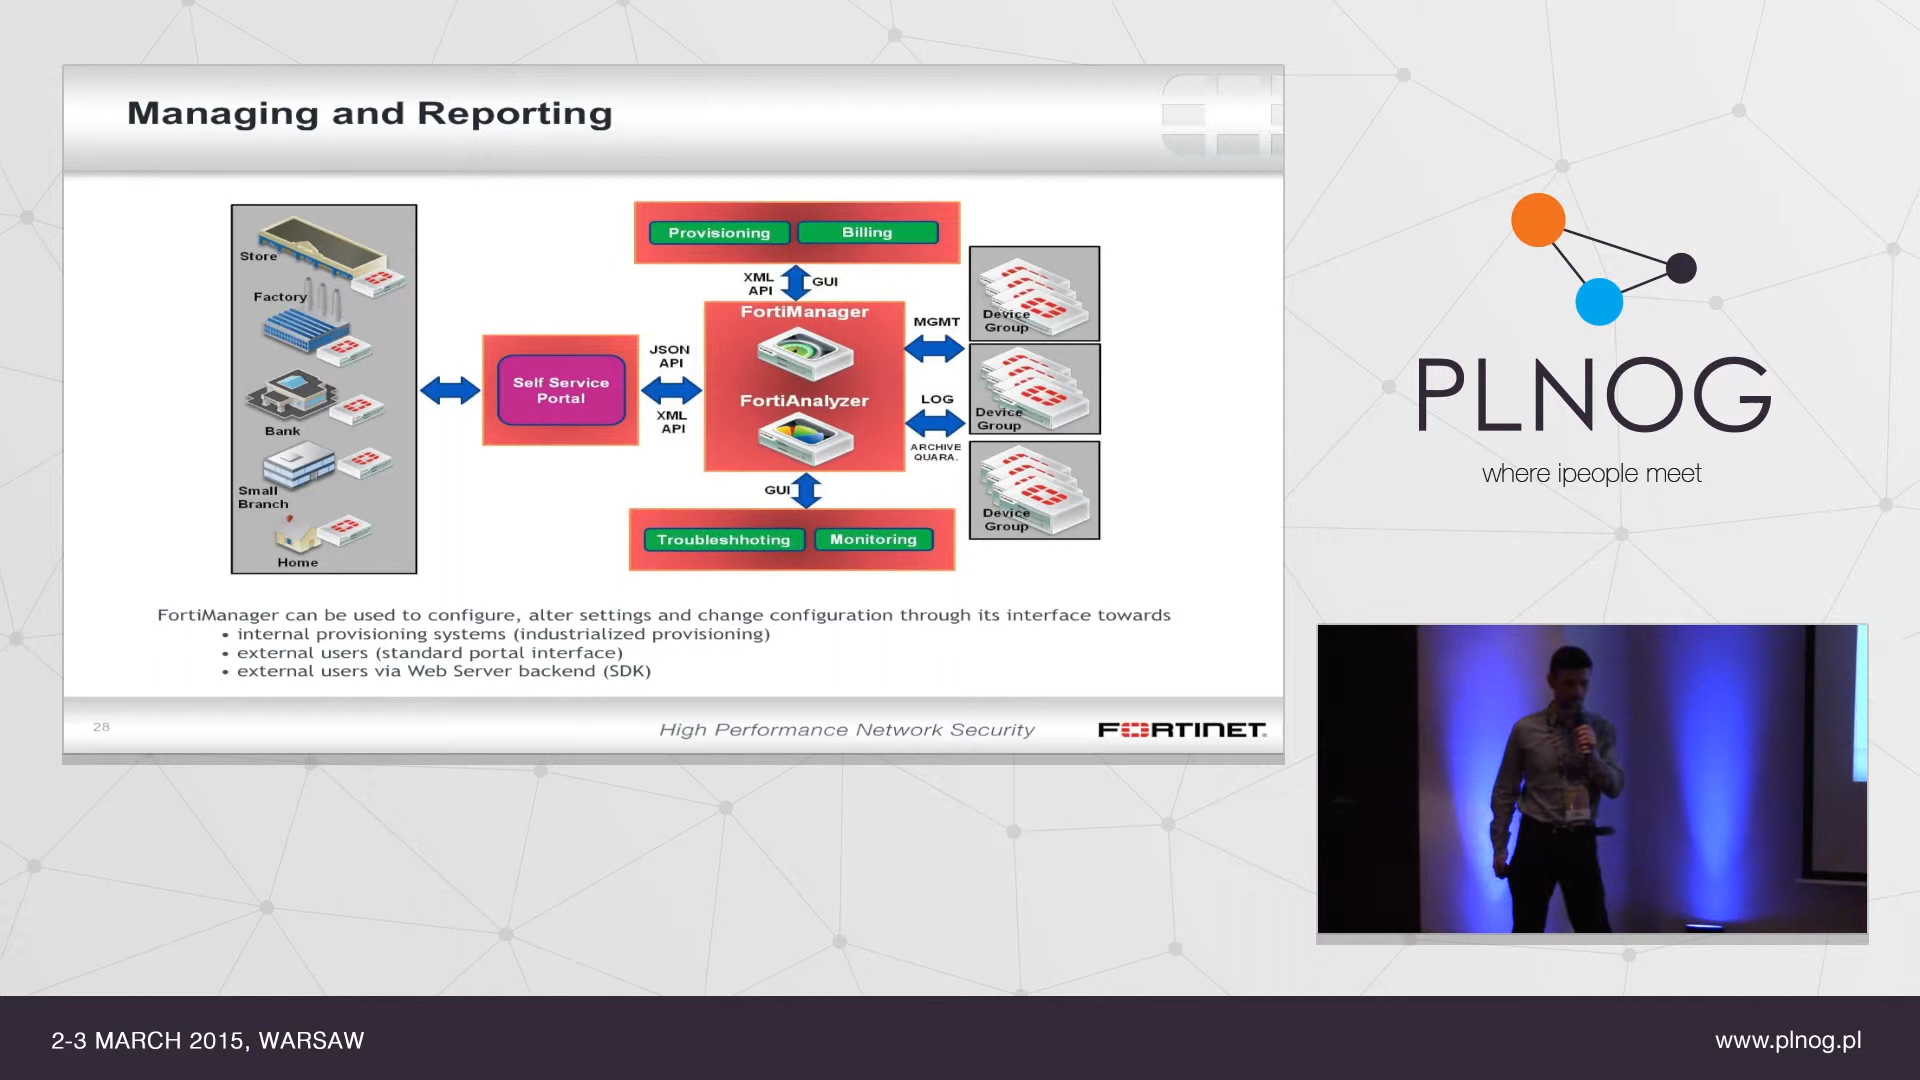 Managing and Reporting
Store
Factory
Bank
Small
Branch
Home
Self Service
Portal
JSON
API
XML
API
Provisioning
Billing
XML
API
GUI
FortiManager
FortiAnalyzer
MGMT
LOG
ARCHIVE
QUARA.
Device
Group
Device
Group
Device
Group
GUI
Troubleshhoting
Monitoring
FortiManager can be used to configure, alter settings and change configuration through its interface towards
• internal provisioning systems (industrialized provisioning)
• external users (standard portal interface)
• external users via Web Server backend (SDK)
28
High Performance Network Security
FORTINET.
PLNOG
where ipeople meet
2-3 MARCH 2015, WARSAW
www.plnog.pl